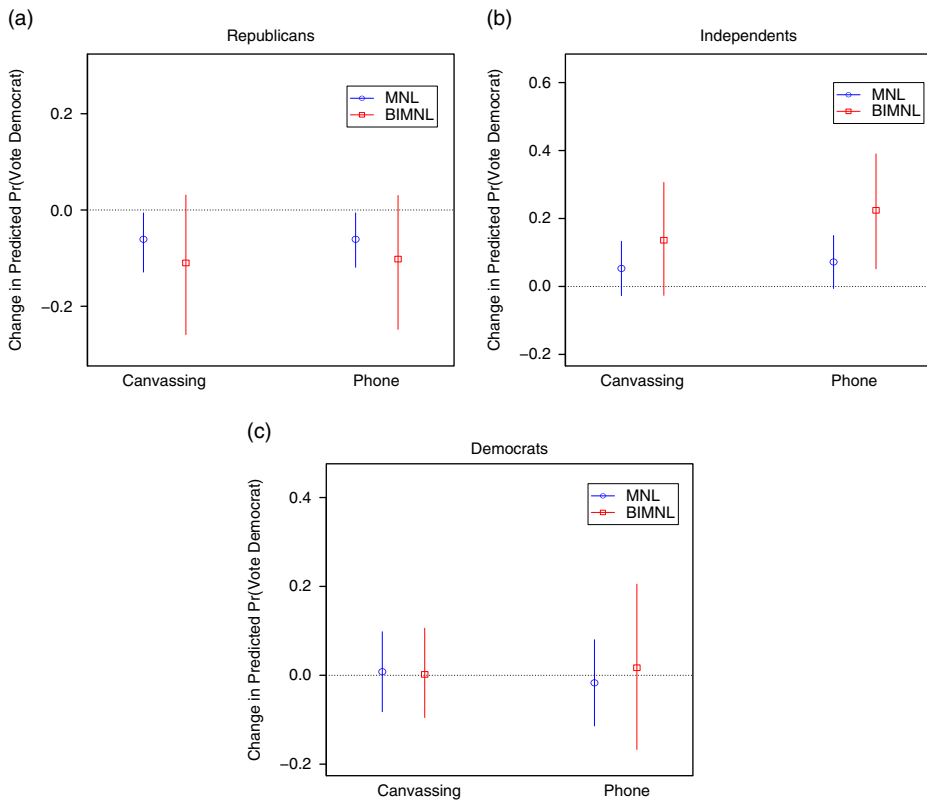 (a)
Republicans
Change in Predicted Pr(Vote Democrat)
0.2
0.0
−0.2
MNL
BIMNL
Canvassing Phone
(b)
Independents
Change in Predicted Pr(Vote Democrat)
0.6
0.4
0.2
0.0
−0.2
MNL
BIMNL
Canvassing Phone
(c)
Democrats
Change in Predicted Pr(Vote Democrat)
0.4
0.2
0.0
−0.2
MNL
BIMNL
Canvassing Phone